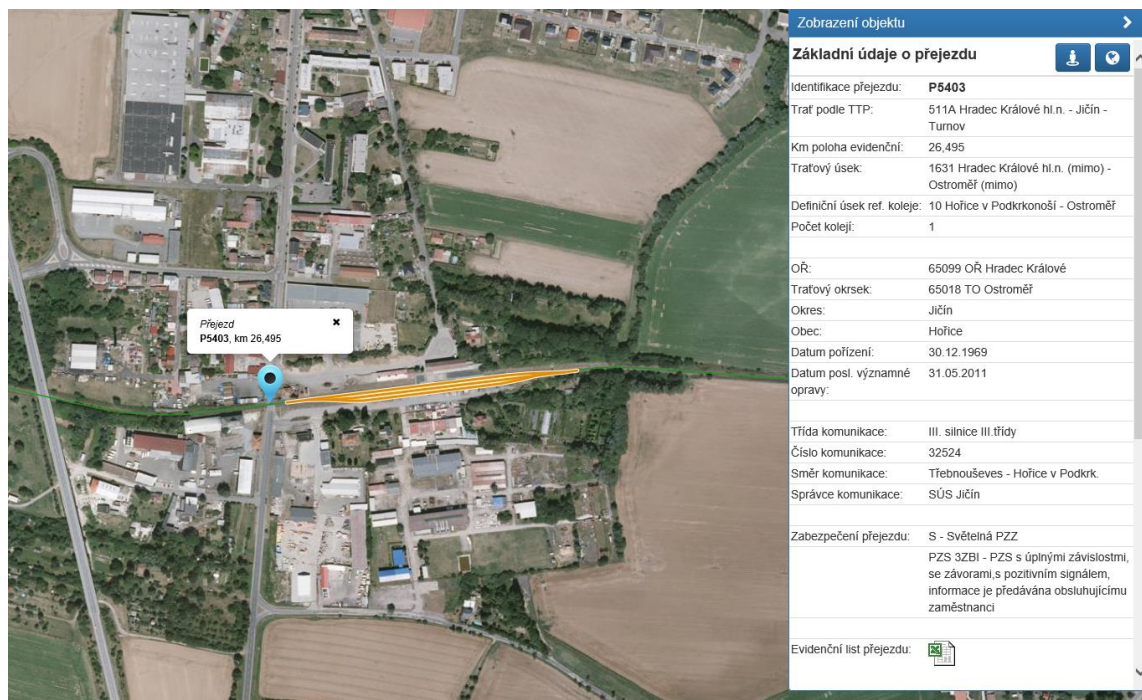 Zobrazení objektu
Základní údaje o přejezdu
Identifikace přejezdu: P5403
Trať podle TTP: 511A Hradec Králové hl.n. - Jičín -
Turnov
Km poloha evidenční: 26,495
Traťový úsek: 1631 Hradec Králové hl.n. (mimo) -
Ostroměř (mimo)
Definiční úsek ref. koleje: 10 Hořice v Podkrkonoší - Ostroměř
Počet kolejí: 1
OŘ: 65099 OŘ Hradec Králové
Traťový okrsek: 65018 TO Ostroměř
Okres: Jičín
Obec: Hořice
Datum pořízení: 30.12.1969
Datum posl. významné 31.05.2011
opravy:
Třída komunikace: III. silnice III.třídy
Číslo komunikace: 32524
Směr komunikace: Třebnouševes - Hořice v Podkrk.
Správce komunikace: SÚS Jičín
Zabezpečení přejezdu: S - Světelná PZZ
PZS 3ZBI - PZS s úplnými závislostmi,
se závorami,s pozitivním signálem,
informace je předávána obsluhujícímu
zaměstnanci
Evidenční list přejezdu:
Přejezd
P5403, km 26,495